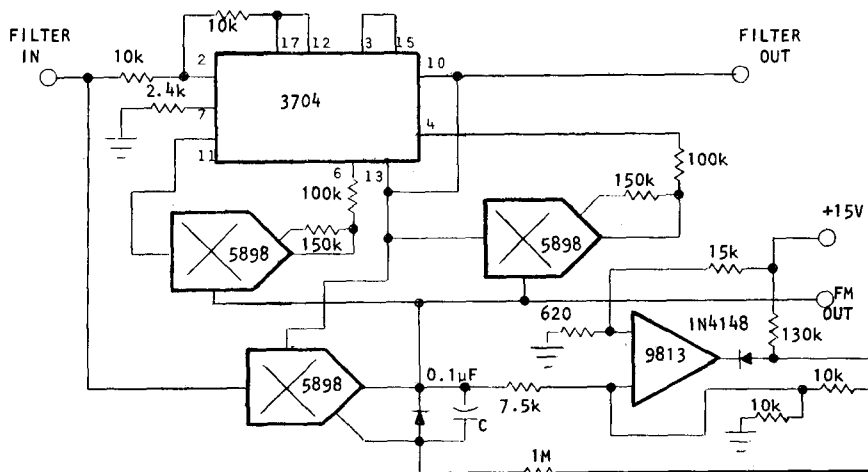 FILTER
IN
10k
10k
17
12
3
15
2
10
FILTER
OUT
2.4k
7
3704
4
11
6
13
100k
150k
5898
100k
150k
5898
+15V
15k
FM
OUT
620
1N4148
130k
9813
5898
0.1µF
C
7.5k
10k
10k
1M